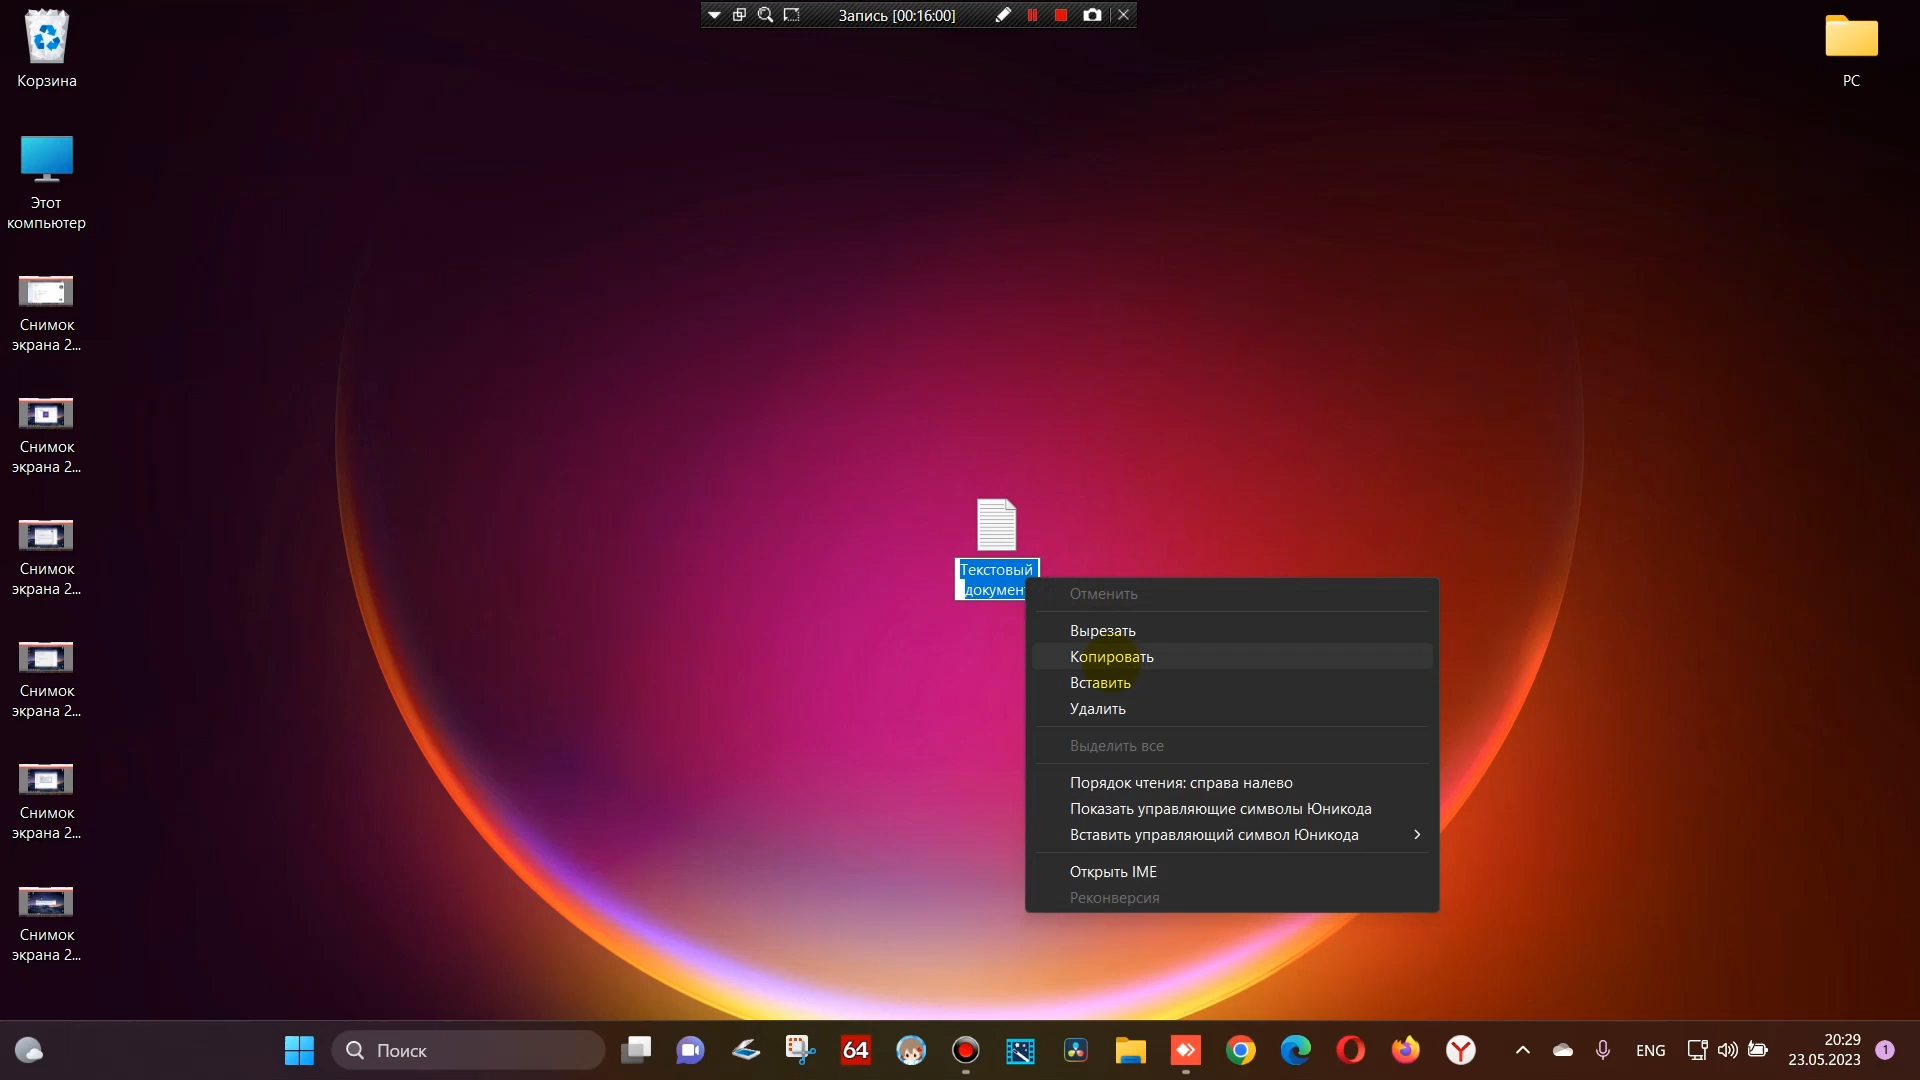 Запись [00:16:00]
Корзина
PC
Этот
компьютер
Снимок
экрана 2...
Снимок
экрана 2...
Снимок
экрана 2...
Снимок
экрана 2...
Снимок
экрана 2...
Снимок
экрана 2...
Текстовый
документ
Отменить
Вырезать
Копировать
Вставить
Удалить
Выделить все
Порядок чтения: справа налево
Показать управляющие символы Юникода
Вставить управляющий символ Юникода
Открыть IME
Реконверсия
Поиск
64
ENG
20:29
23.05.2023
1